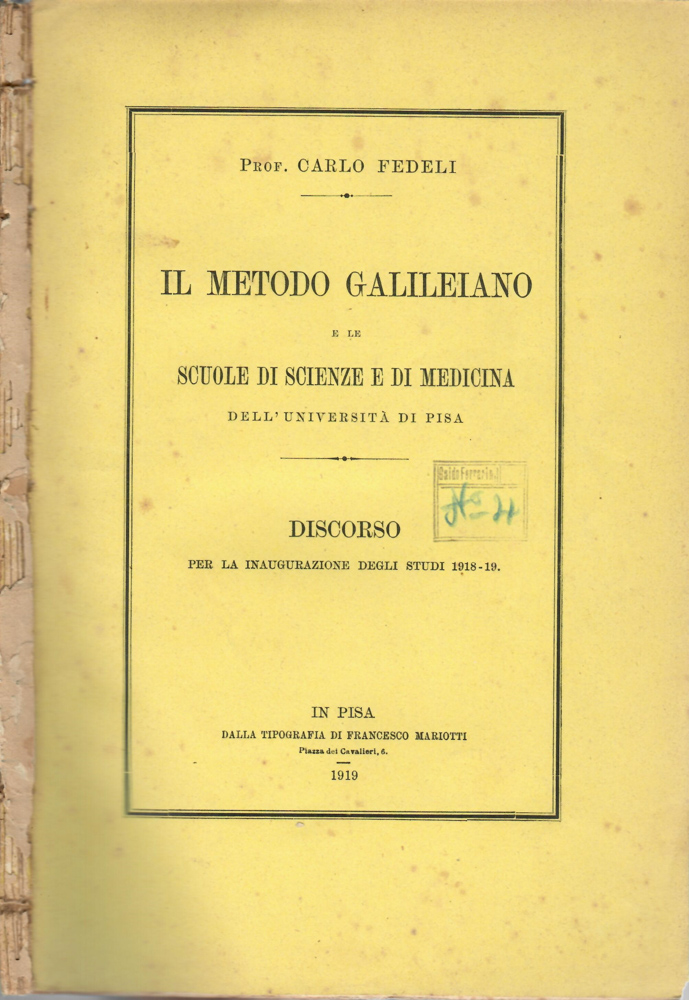 Prof. CARLO FEDELI
IL METODO GALILEIANO
E LE
SCUOLE DI SCIENZE E DI MEDICINA
DELL'UNIVERSITÀ DI PISA
DISCORSO
PER LA INAUGURAZIONE DEGLI STUDI 1918-19.
IN PISA
DALLA TIPOGRAFIA DI FRANCESCO MARIOTTI
Piazza dei Cavalieri, 6.
1919